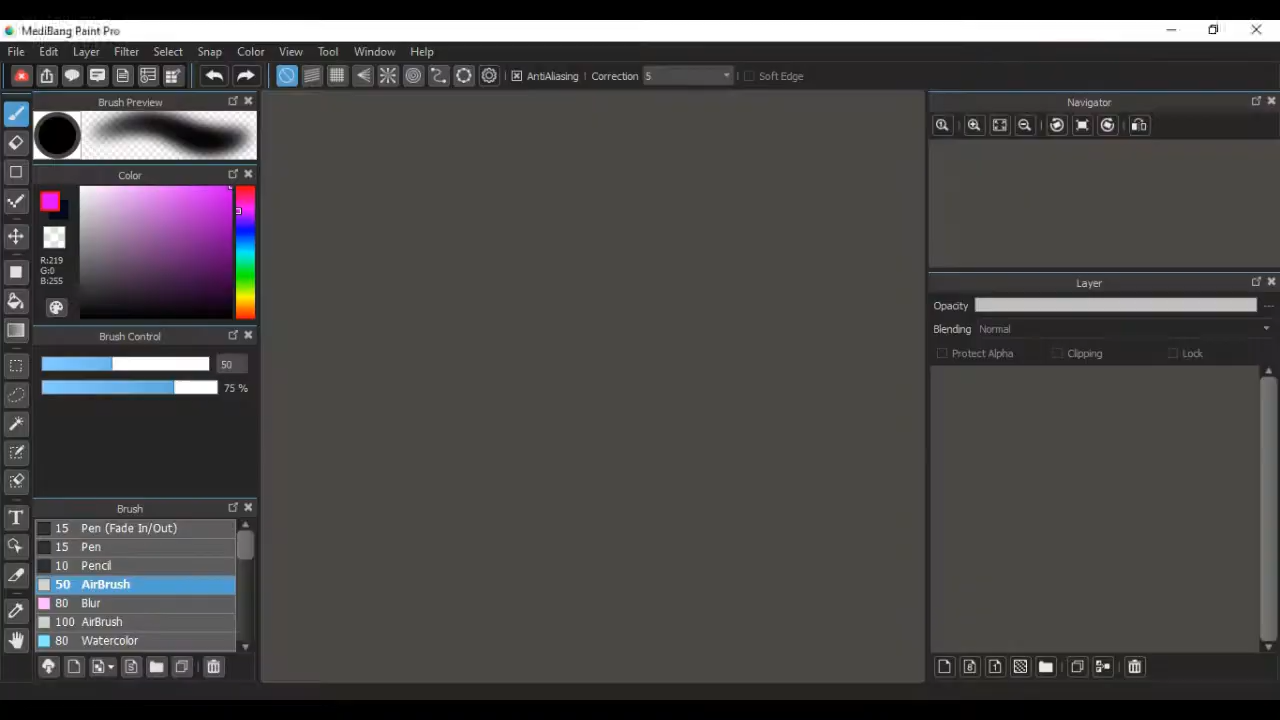 MediBang Paint Pro
File Edit Layer Filter Select Snap Color View Tool Window Help
AntiAliasing Correction 5 Soft Edge
Brush Preview
Color
R:219
G:0
B:255
Brush Control
50
75 %
Brush
15 Pen (Fade In/Out)
15 Pen
10 Pencil
50 AirBrush
80 Blur
100 AirBrush
80 Watercolor
T
Navigator
Layer
Opacity
Blending Normal
Protect Alpha Clipping Lock